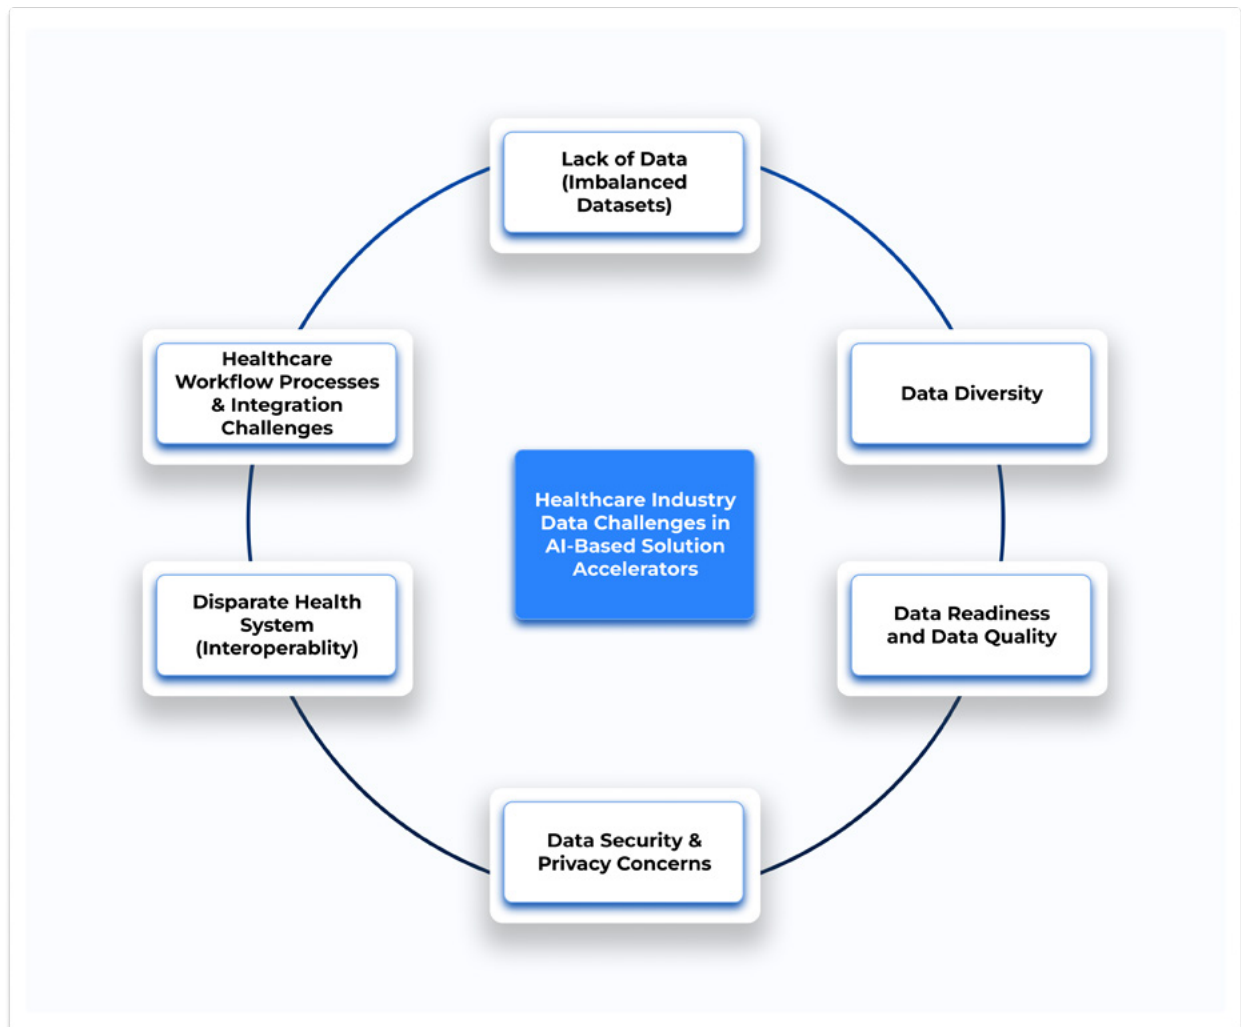 Lack of Data
(Imbalanced
Datasets)
Healthcare
Workflow Processes
& Integration
Challenges
Data Diversity
Healthcare Industry
Data Challenges in
AI-Based Solution
Accelerators
Disparate Health
System
(Interoperablity)
Data Readiness
and Data Quality
Data Security &
Privacy Concerns